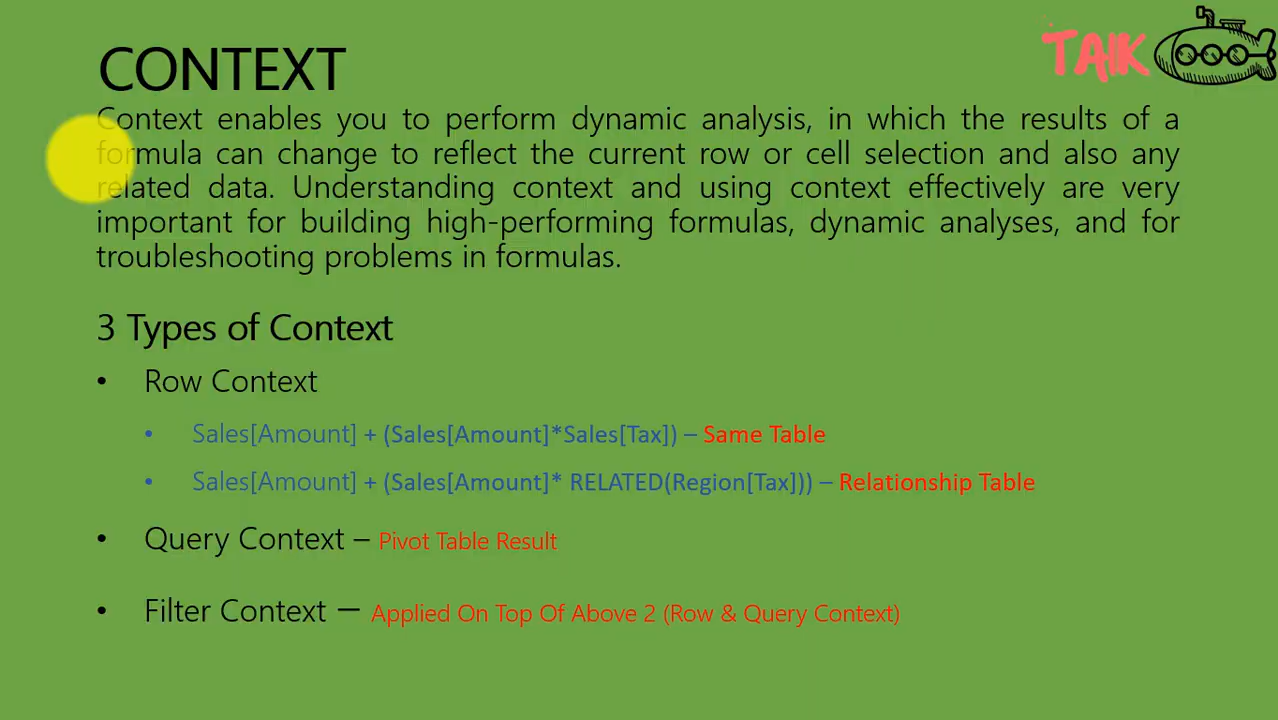 TAIK
CONTEXT
Context enables you to perform dynamic analysis, in which the results of a
formula can change to reflect the current row or cell selection and also any
related data. Understanding context and using context effectively are very
important for building high-performing formulas, dynamic analyses, and for
troubleshooting problems in formulas.
3 Types of Context
• Row Context
• Sales[Amount] + (Sales[Amount]*Sales[Tax]) – Same Table
• Sales[Amount] + (Sales[Amount]* RELATED(Region[Tax])) – Relationship Table
• Query Context – Pivot Table Result
• Filter Context – Applied On Top Of Above 2 (Row & Query Context)